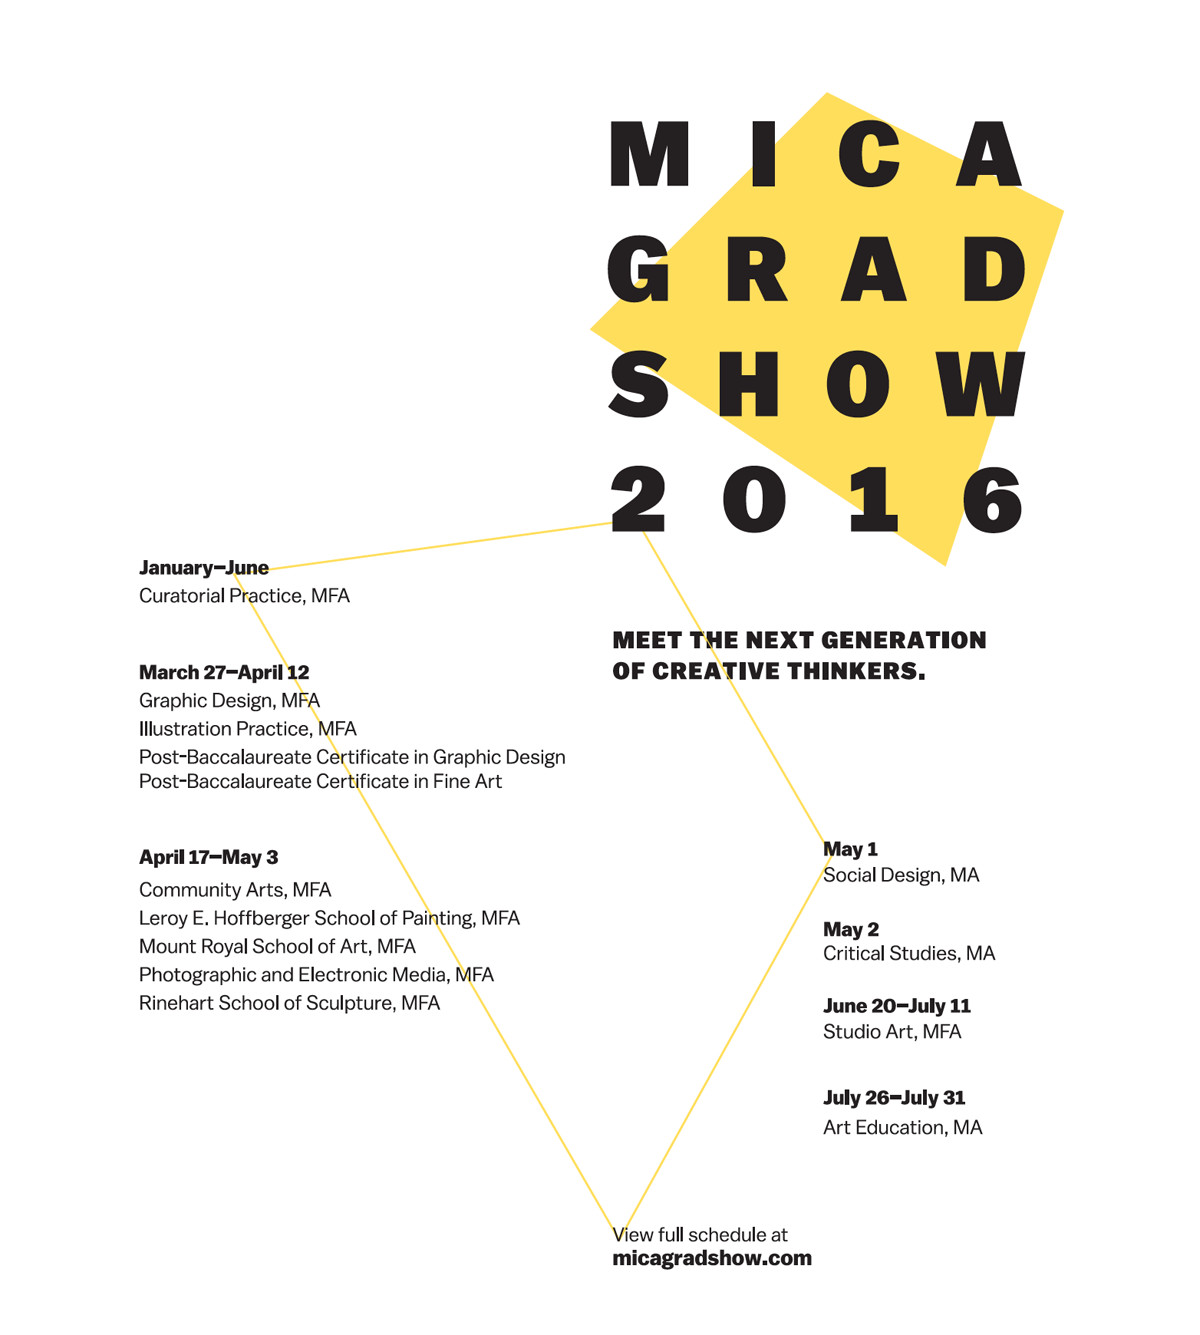 MICA
GRAD
SHOW
2016
MEET THE NEXT GENERATION
OF CREATIVE THINKERS.
January–June
Curatorial Practice, MFA
March 27–April 12
Graphic Design, MFA
Illustration Practice, MFA
Post-Baccalaureate Certificate in Graphic Design
Post-Baccalaureate Certificate in Fine Art
April 17–May 3
Community Arts, MFA
Leroy E. Hoffberger School of Painting, MFA
Mount Royal School of Art, MFA
Photographic and Electronic Media, MFA
Rinehart School of Sculpture, MFA
May 1
Social Design, MA
May 2
Critical Studies, MA
June 20–July 11
Studio Art, MFA
July 26–July 31
Art Education, MA
View full schedule at
micagradshow.com